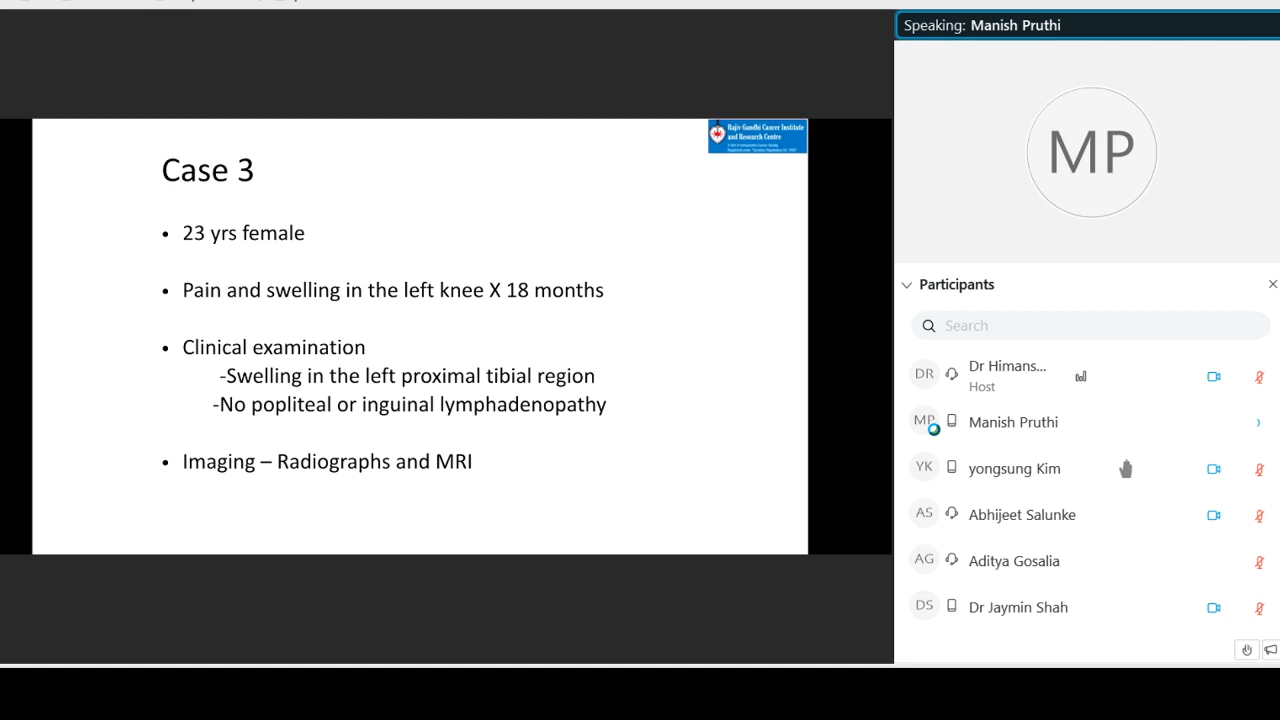 Rajiv Gandhi Cancer Institute
and Research Centre
Case 3
• 23 yrs female
• Pain and swelling in the left knee X 18 months
• Clinical examination
-Swelling in the left proximal tibial region
-No popliteal or inguinal lymphadenopathy
• Imaging – Radiographs and MRI
Speaking: Manish Pruthi
MP
Participants
Search
DR Dr Himans...
Host
MP Manish Pruthi
YK yongsung Kim
AS Abhijeet Salunke
AG Aditya Gosalia
DS Dr Jaymin Shah